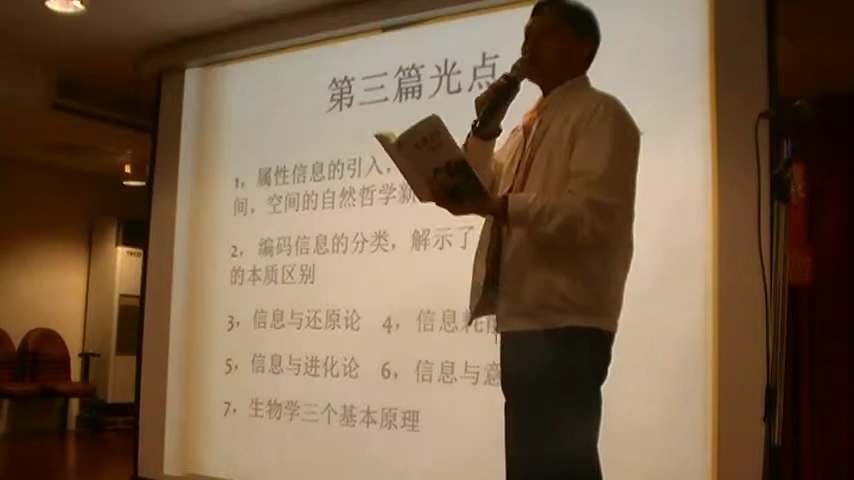 第三篇光点
1，属性信息的引入，
间，空间的自然哲学新
2，编码信息的分类，解示了
的本质区别
3，信息与还原论 4，信息耗
5，信息与进化论 6，信息与意
7，生物学三个基本原理